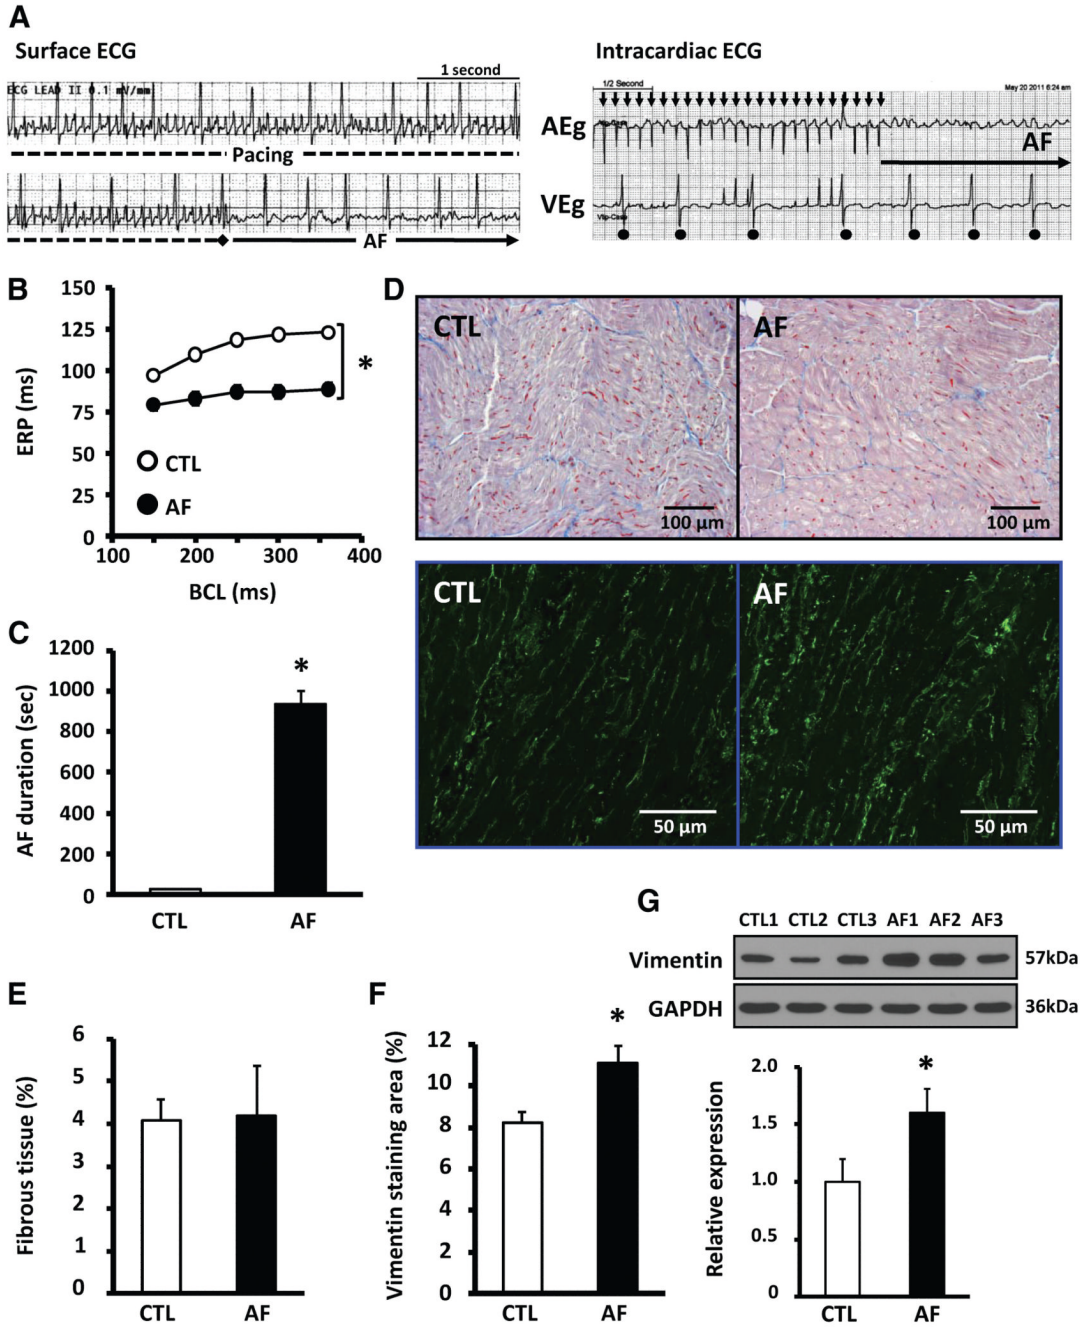 A
Surface ECG
1 second
ECG LEAD II 0.1 mV/mm
Pacing
AF
Intracardiac ECG
1/2 Second
May 20 2011 6:24 am
AEg
AF
VEg
B
150
125
100
75
50
25
0
ERP (ms)
*
CTL
AF
100 200 300 400
BCL (ms)
C
1200
1000
800
600
400
200
0
AF duration (sec)
*
CTL AF
D
CTL
100 µm
AF
100 µm
CTL
50 µm
AF
50 µm
E
6
5
4
3
2
1
0
Fibrous tissue (%)
CTL AF
F
12
10
8
6
4
2
0
Vimentin staining area (%)
*
CTL AF
G
CTL1 CTL2 CTL3 AF1 AF2 AF3
Vimentin 57kDa
GAPDH 36kDa
2.0
1.5
1.0
0.5
0
Relative expression
*
CTL AF